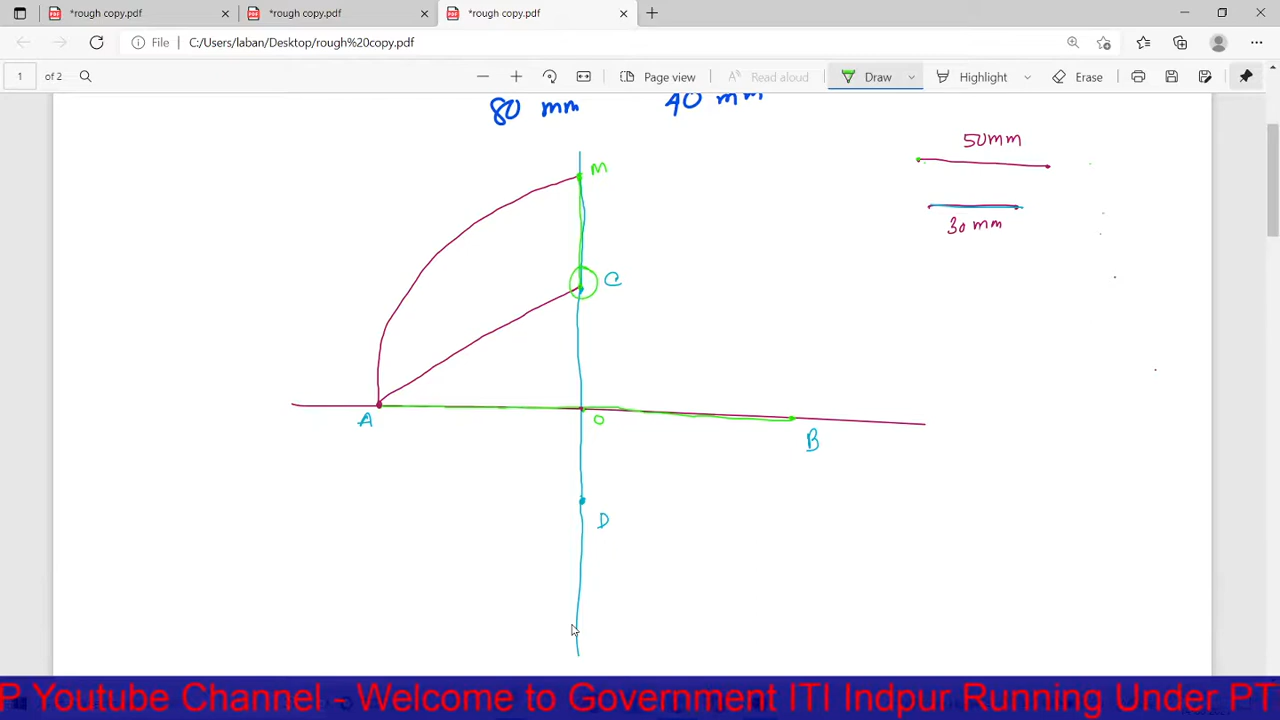 *rough copy.pdf
*rough copy.pdf
*rough copy.pdf
File C:/Users/laban/Desktop/rough%20copy.pdf
1 of 2 Page view Read aloud Draw Highlight Erase
80 mm 40 mm
50mm
M
30 mm
C
A
O
B
D
P Youtube Channel - Welcome to Government ITI Indpur Running Under PT